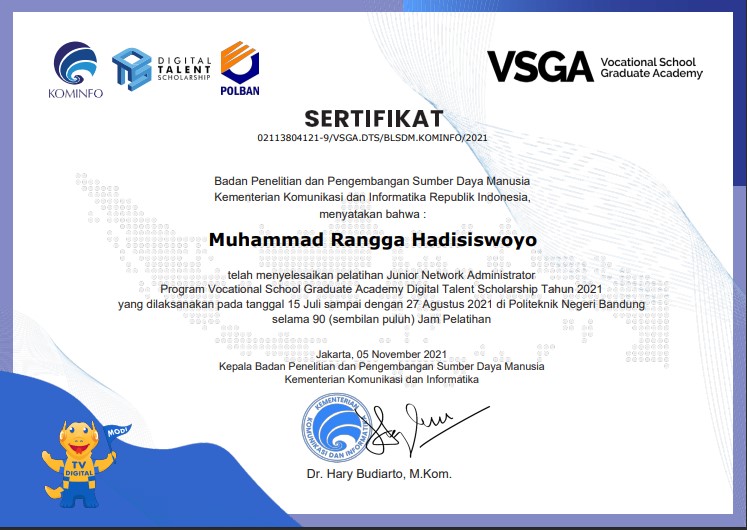 KOMINFO
DIGITAL
TALENT
SCHOLARSHIP
POLBAN
VSGA
Vocational School
Graduate Academy
SERTIFIKAT
02113804121-9/VSGA.DTS/BLSDM.KOMINFO/2021
Badan Penelitian dan Pengembangan Sumber Daya Manusia
Kementerian Komunikasi dan Informatika Republik Indonesia,
menyatakan bahwa :
Muhammad Rangga Hadisiswoyo
telah menyelesaikan pelatihan Junior Network Administrator
Program Vocational School Graduate Academy Digital Talent Scholarship Tahun 2021
yang dilaksanakan pada tanggal 15 Juli sampai dengan 27 Agustus 2021 di Politeknik Negeri Bandung
selama 90 (sembilan puluh) Jam Pelatihan
Jakarta, 05 November 2021
Kepala Badan Penelitian dan Pengembangan Sumber Daya Manusia
Kementerian Komunikasi dan Informatika
KEMENTERIAN
KOMUNIKASI DAN INFORMATIKA
Dr. Hary Budiarto, M.Kom.
MODI
TV
DIGITAL